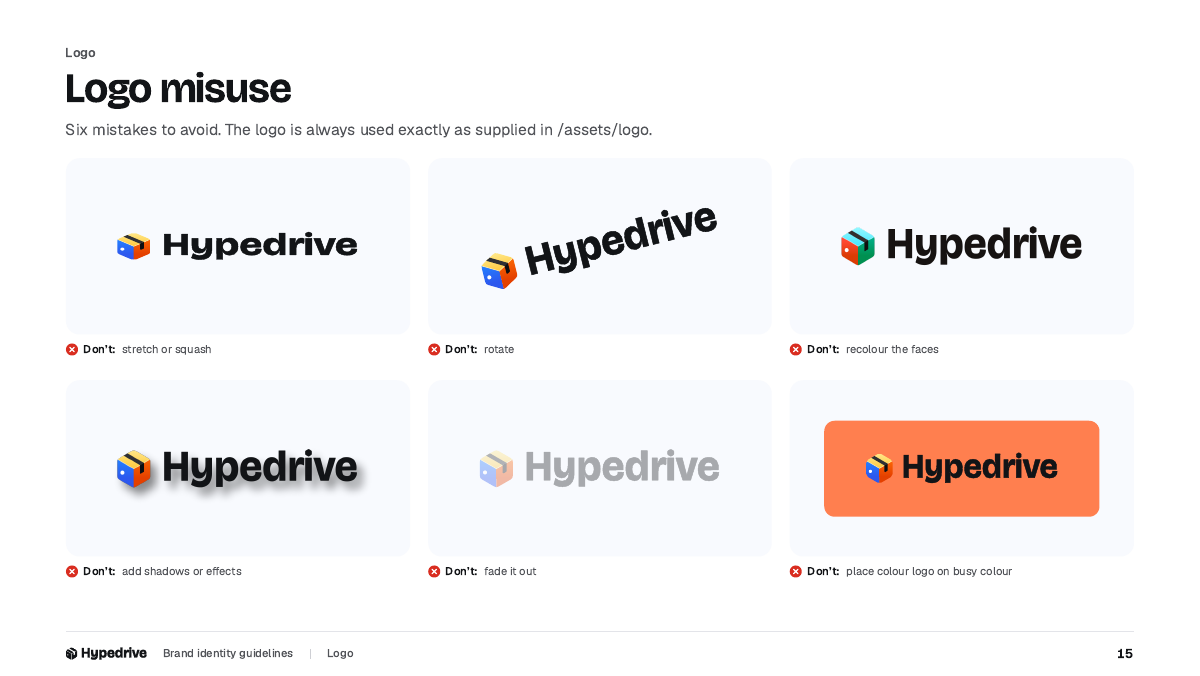 Logo
Logo misuse
Six mistakes to avoid. The logo is always used exactly as supplied in /assets/logo.
Hypedrive
Hypedrive
Hypedrive
Don't: stretch or squash
Don't: rotate
Don't: recolour the faces
Hypedrive
Hypedrive
Hypedrive
Don't: add shadows or effects
Don't: fade it out
Don't: place colour logo on busy colour
Hypedrive Brand identity guidelines | Logo 15